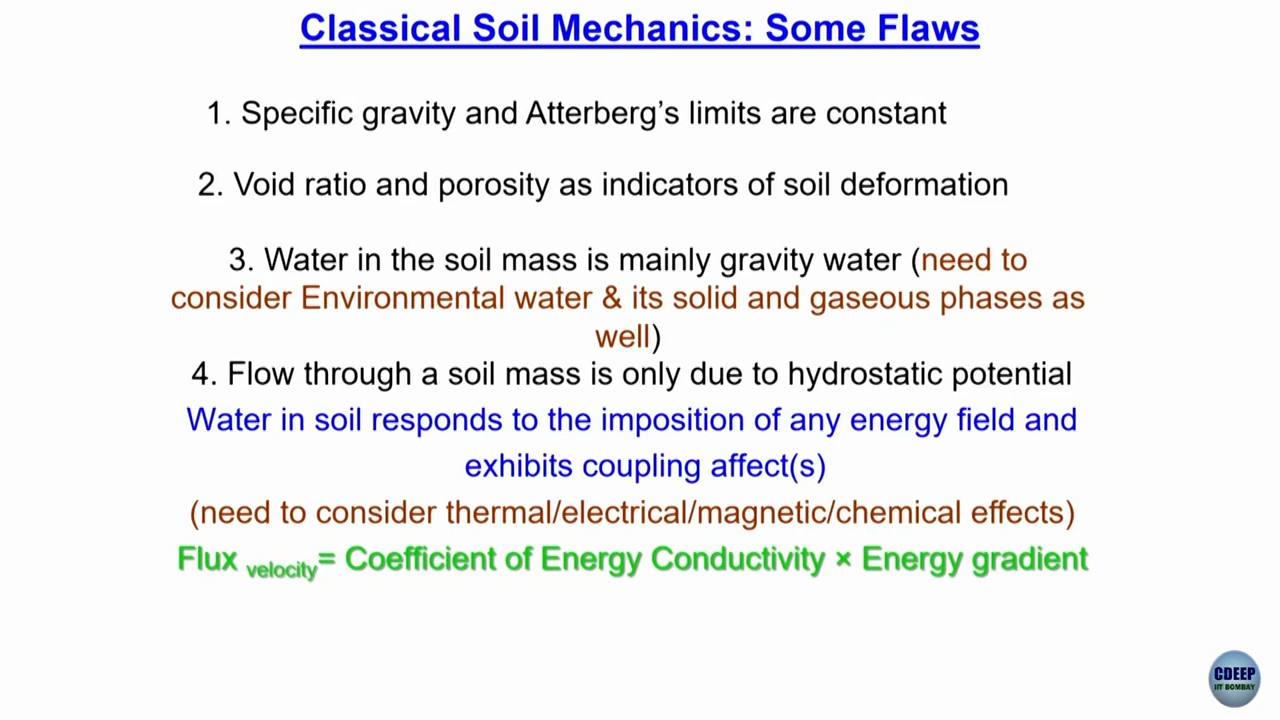 Classical Soil Mechanics: Some Flaws
1. Specific gravity and Atterberg’s limits are constant
2. Void ratio and porosity as indicators of soil deformation
3. Water in the soil mass is mainly gravity water (need to
consider Environmental water & its solid and gaseous phases as
well)
4. Flow through a soil mass is only due to hydrostatic potential
Water in soil responds to the imposition of any energy field and
exhibits coupling affect(s)
(need to consider thermal/electrical/magnetic/chemical effects)
Flux velocity= Coefficient of Energy Conductivity × Energy gradient
CDEEP
IIT BOMBAY